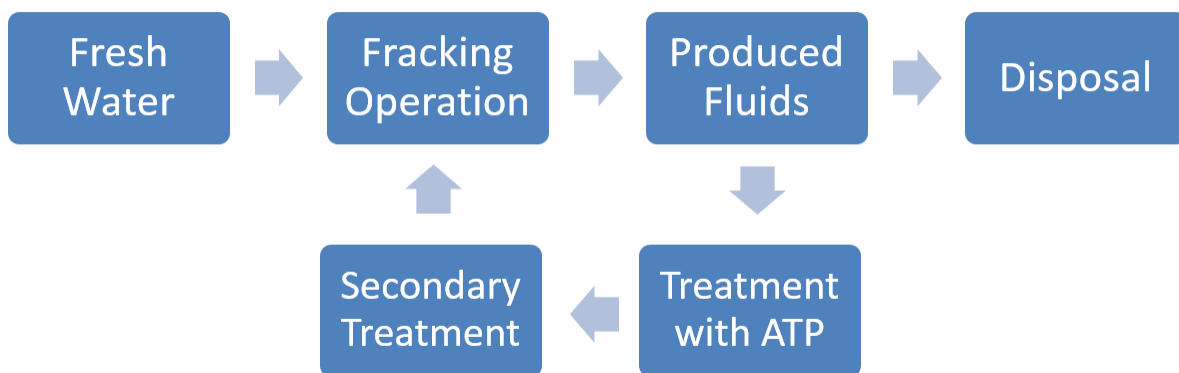 Fresh
Water
Fracking
Operation
Produced
Fluids
Disposal
Secondary
Treatment
Treatment
with ATP